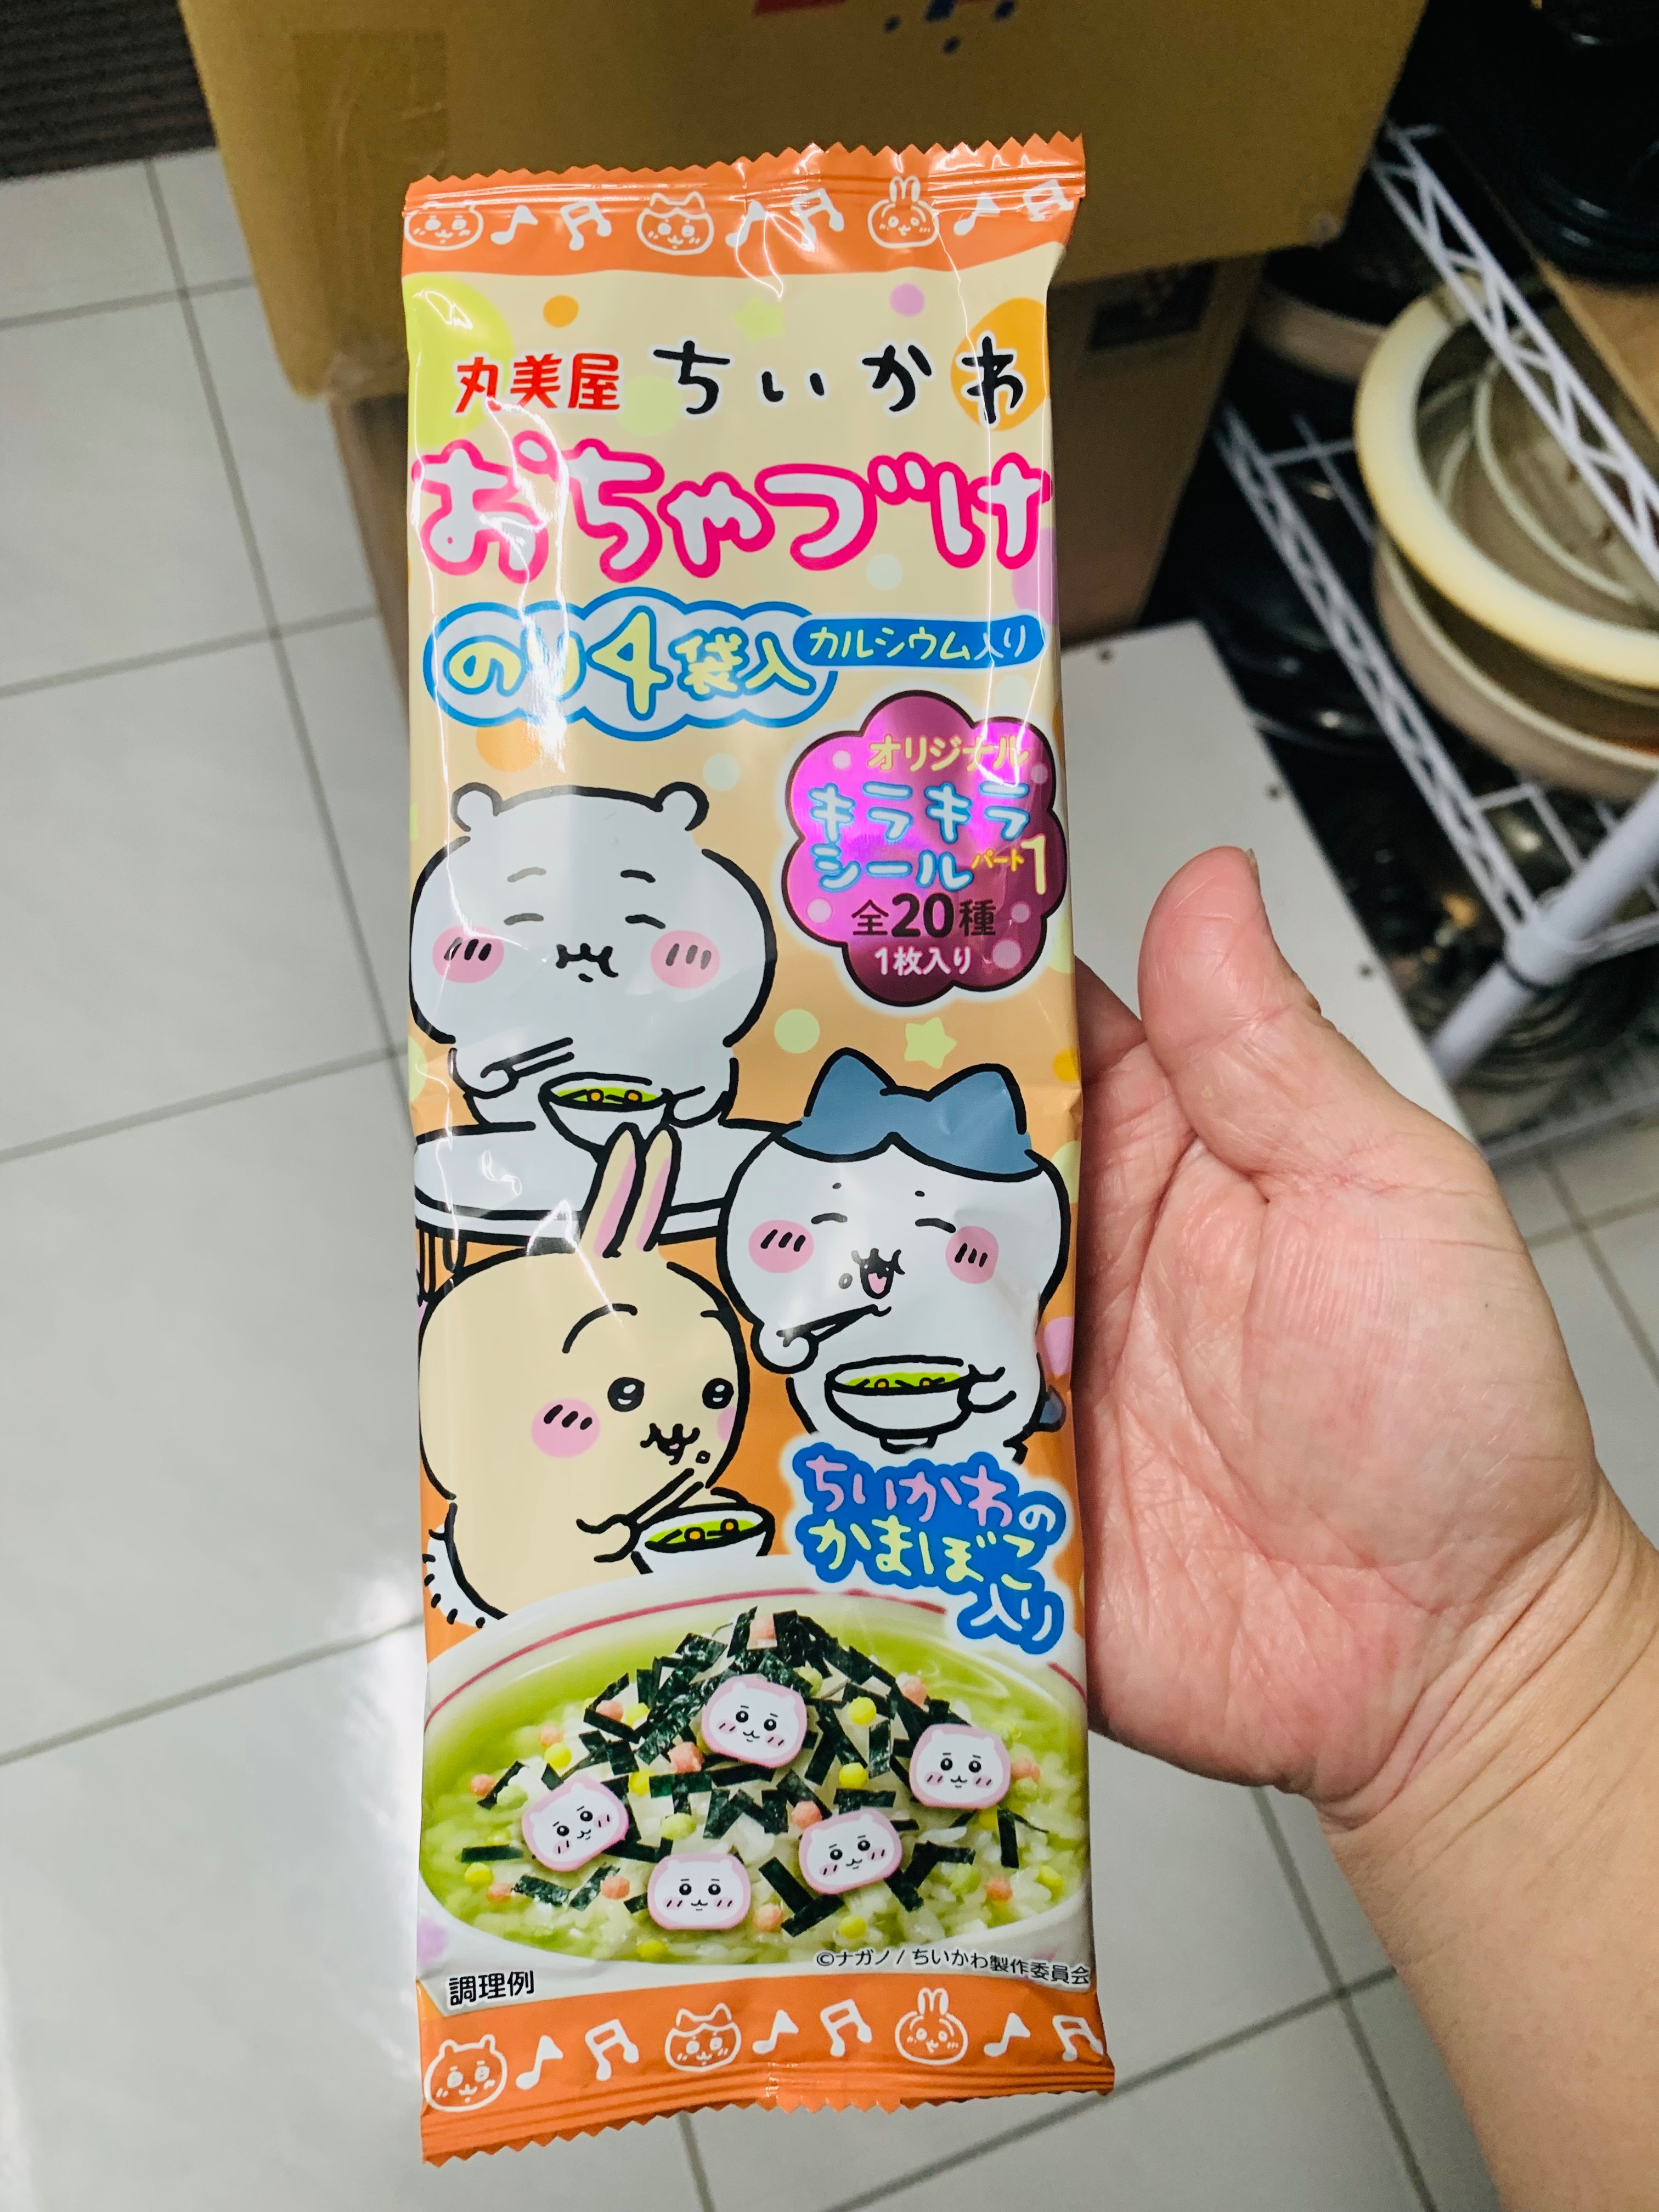 丸美屋 ちいかわ
おちゃづけ
のり4袋入 カルシウム入り
オリジナル
キラキラ
シール パート1
全20種
1枚入り
ちいかわの
かまぼこ
入り
©ナガノ / ちいかわ製作委員会
調理例